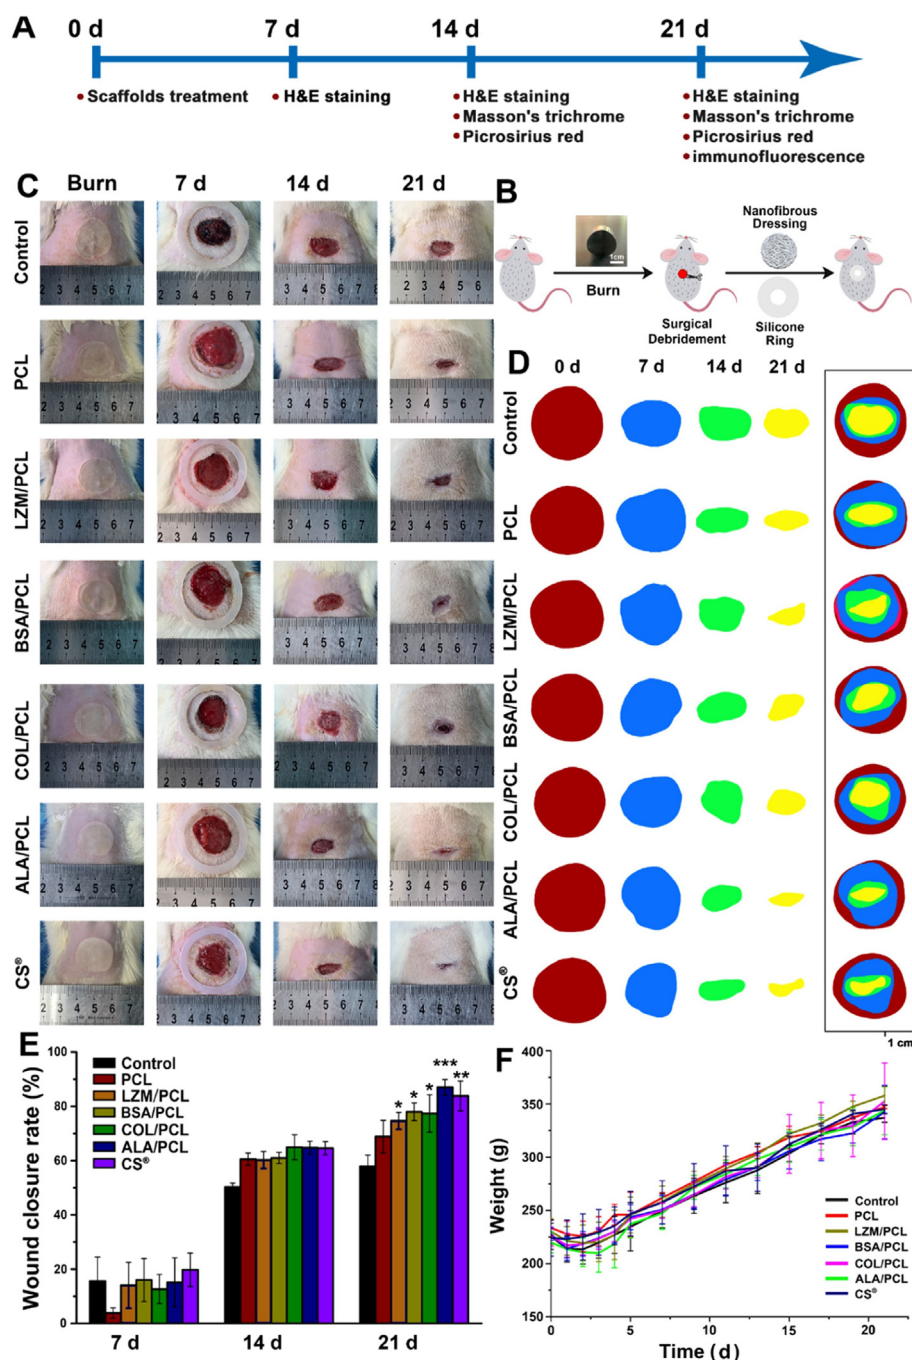 A
0 d
7 d
14 d
21 d
• Scaffolds treatment
• H&E staining
• H&E staining
• Masson's trichrome
• Picrosirius red
• H&E staining
• Masson's trichrome
• Picrosirius red
• immunofluorescence
C
Burn
7 d
14 d
21 d
Control
PCL
LZM/PCL
BSA/PCL
COL/PCL
ALA/PCL
CS®
B
1cm
Burn
Surgical
Debridement
Nanofibrous
Dressing
Silicone
Ring
D
0 d
7 d
14 d
21 d
Control
PCL
LZM/PCL
BSA/PCL
COL/PCL
ALA/PCL
CS®
1 cm
E
Wound closure rate (%)
100
80
60
40
20
0
Control
PCL
LZM/PCL
BSA/PCL
COL/PCL
ALA/PCL
CS®
*
*
*
***
**
7 d
14 d
21 d
F
Weight (g)
400
350
300
250
200
150
0
5
10
15
20
Time (d)
Control
PCL
LZM/PCL
BSA/PCL
COL/PCL
ALA/PCL
CS®